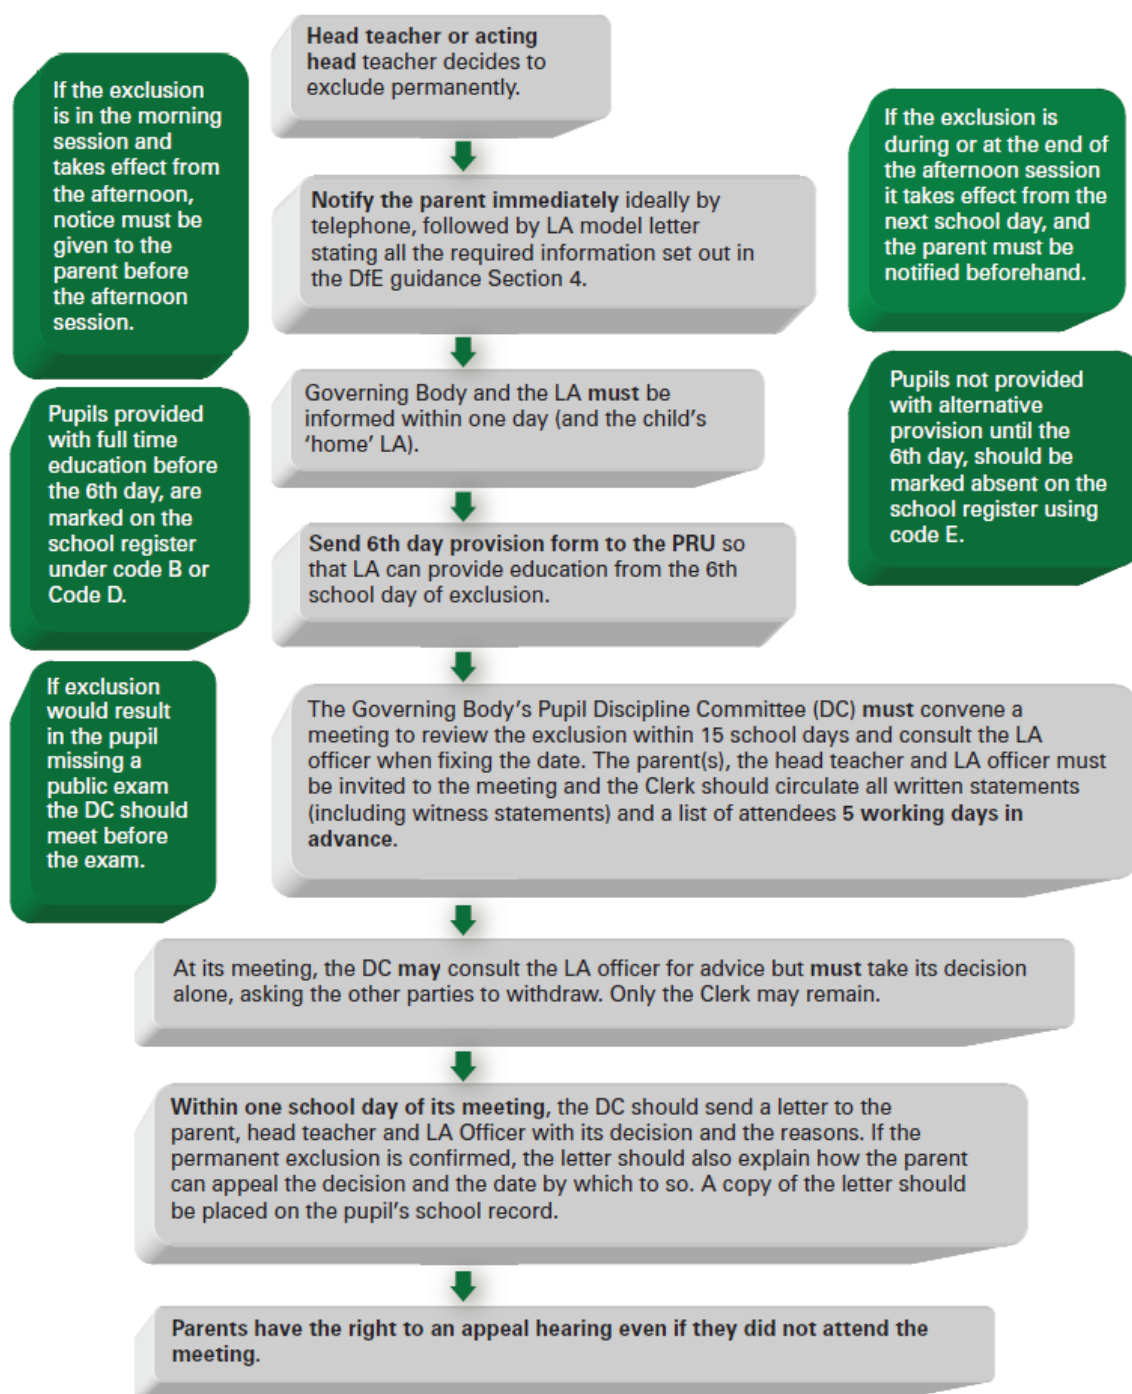 Head teacher or acting
head teacher decides to
exclude permanently.
If the exclusion
is in the morning
session and
takes effect from
the afternoon,
notice must be
given to the
parent before
the afternoon
session.
If the exclusion is
during or at the end of
the afternoon session
it takes effect from the
next school day, and
the parent must be
notified beforehand.
Notify the parent immediately ideally by
telephone, followed by LA model letter
stating all the required information set out in
the DfE guidance Section 4.
Governing Body and the LA must be
informed within one day (and the child's
'home' LA).
Pupils provided
with full time
education before
the 6th day, are
marked on the
school register
under code B or
Code D.
Pupils not provided
with alternative
provision until the
6th day, should be
marked absent on the
school register using
code E.
Send 6th day provision form to the PRU so
that LA can provide education from the 6th
school day of exclusion.
If exclusion
would result
in the pupil
missing a
public exam
the DC should
meet before
the exam.
The Governing Body's Pupil Discipline Committee (DC) must convene a
meeting to review the exclusion within 15 school days and consult the LA
officer when fixing the date. The parent(s), the head teacher and LA officer must
be invited to the meeting and the Clerk should circulate all written statements
(including witness statements) and a list of attendees 5 working days in
advance.
At its meeting, the DC may consult the LA officer for advice but must take its decision
alone, asking the other parties to withdraw. Only the Clerk may remain.
Within one school day of its meeting, the DC should send a letter to the
parent, head teacher and LA Officer with its decision and the reasons. If the
permanent exclusion is confirmed, the letter should also explain how the parent
can appeal the decision and the date by which to so. A copy of the letter should
be placed on the pupil's school record.
Parents have the right to an appeal hearing even if they did not attend the
meeting.